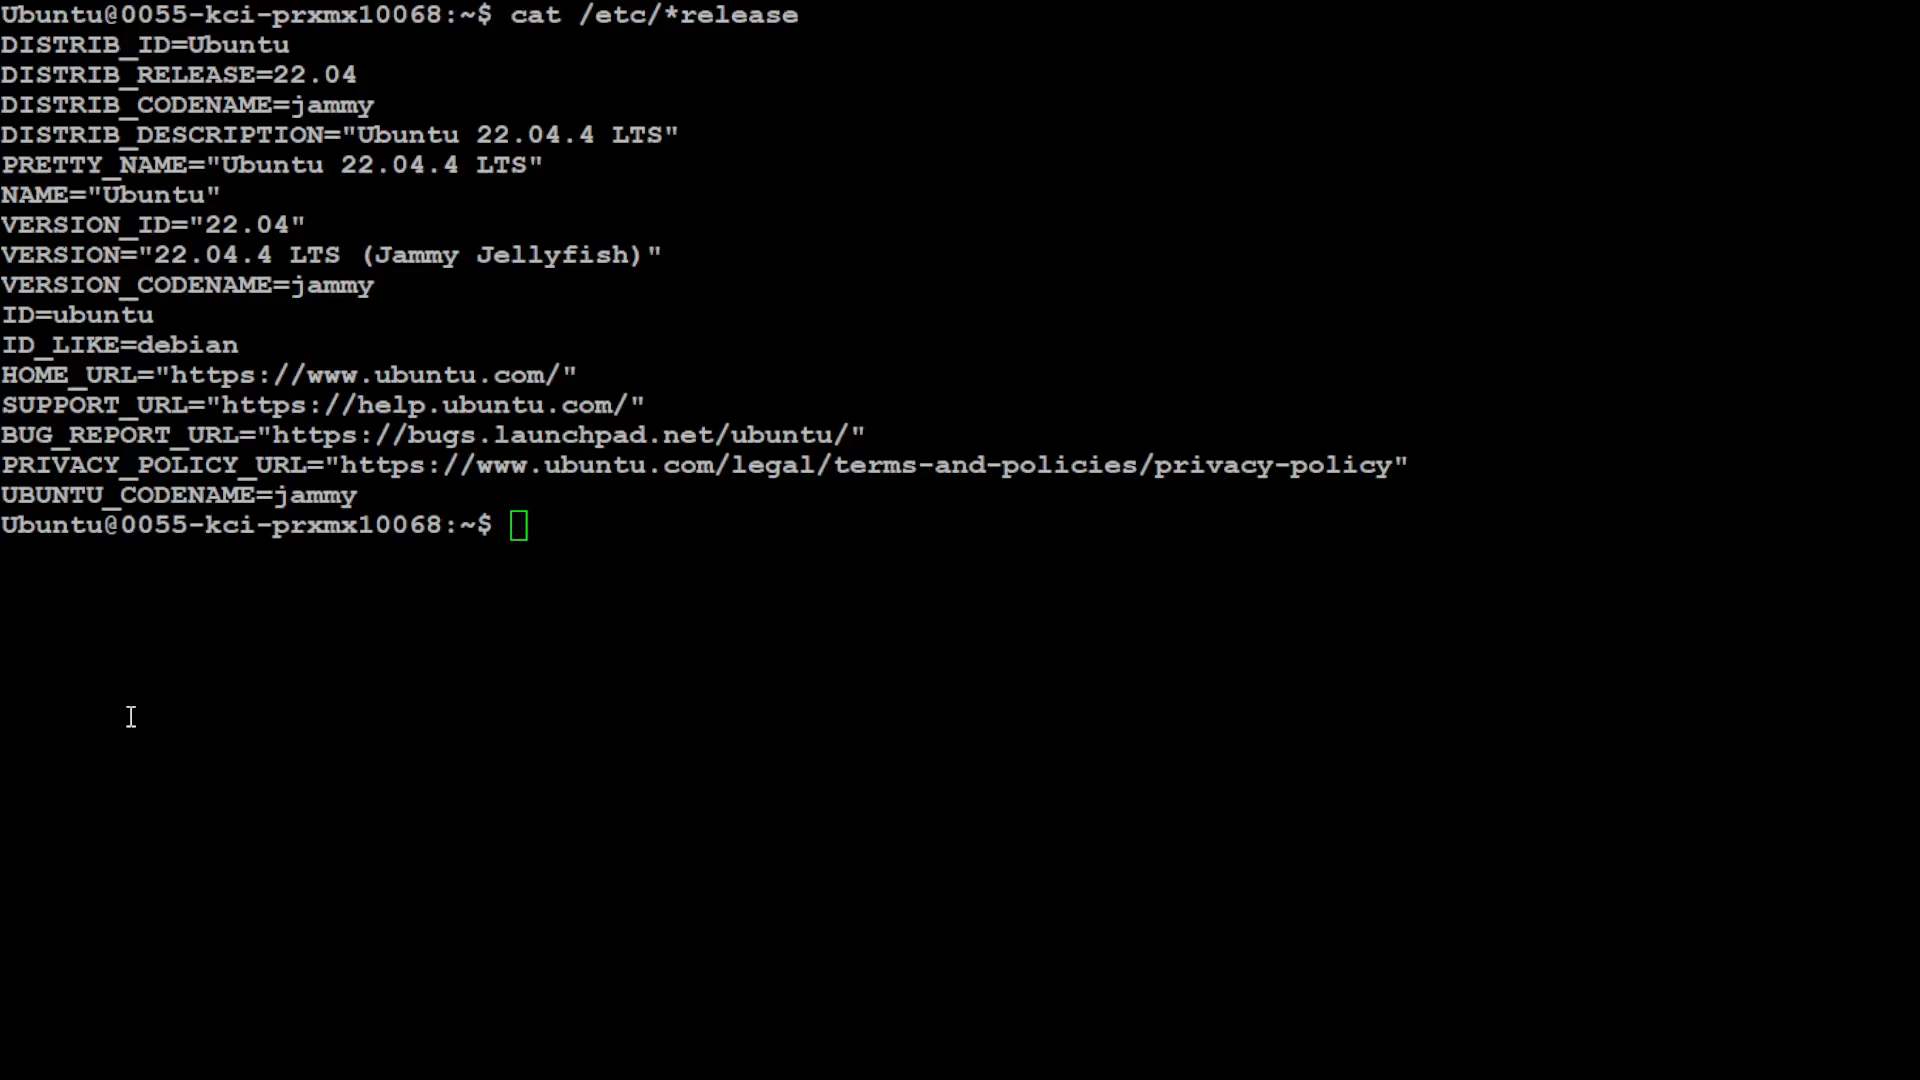 Ubuntu@0055-kci-prxmx10068:~$ cat /etc/*release
DISTRIB_ID=Ubuntu
DISTRIB_RELEASE=22.04
DISTRIB_CODENAME=jammy
DISTRIB_DESCRIPTION="Ubuntu 22.04.4 LTS"
PRETTY_NAME="Ubuntu 22.04.4 LTS"
NAME="Ubuntu"
VERSION_ID="22.04"
VERSION="22.04.4 LTS (Jammy Jellyfish)"
VERSION_CODENAME=jammy
ID=ubuntu
ID_LIKE=debian
HOME_URL="https://www.ubuntu.com/"
SUPPORT_URL="https://help.ubuntu.com/"
BUG_REPORT_URL="https://bugs.launchpad.net/ubuntu/"
PRIVACY_POLICY_URL="https://www.ubuntu.com/legal/terms-and-policies/privacy-policy"
UBUNTU_CODENAME=jammy
Ubuntu@0055-kci-prxmx10068:~$